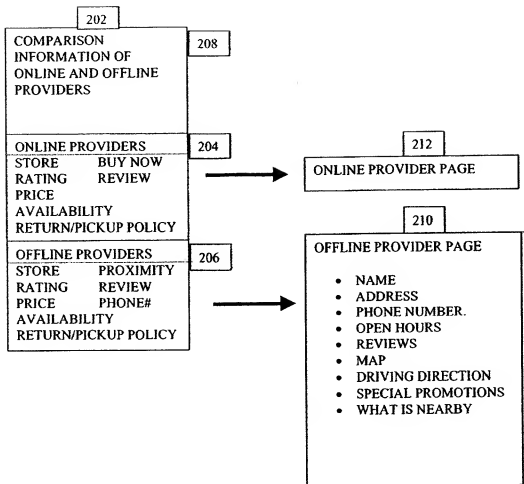 202
COMPARISON
INFORMATION OF
ONLINE AND OFFLINE
PROVIDERS
208
ONLINE PROVIDERS
204
STORE BUY NOW
RATING REVIEW
PRICE
AVAILABILITY
RETURN/PICKUP POLICY
212
ONLINE PROVIDER PAGE
OFFLINE PROVIDERS
206
STORE PROXIMITY
RATING REVIEW
PRICE PHONE#
AVAILABILITY
RETURN/PICKUP POLICY
210
OFFLINE PROVIDER PAGE
• NAME
• ADDRESS
• PHONE NUMBER.
• OPEN HOURS
• REVIEWS
• MAP
• DRIVING DIRECTION
• SPECIAL PROMOTIONS
• WHAT IS NEARBY